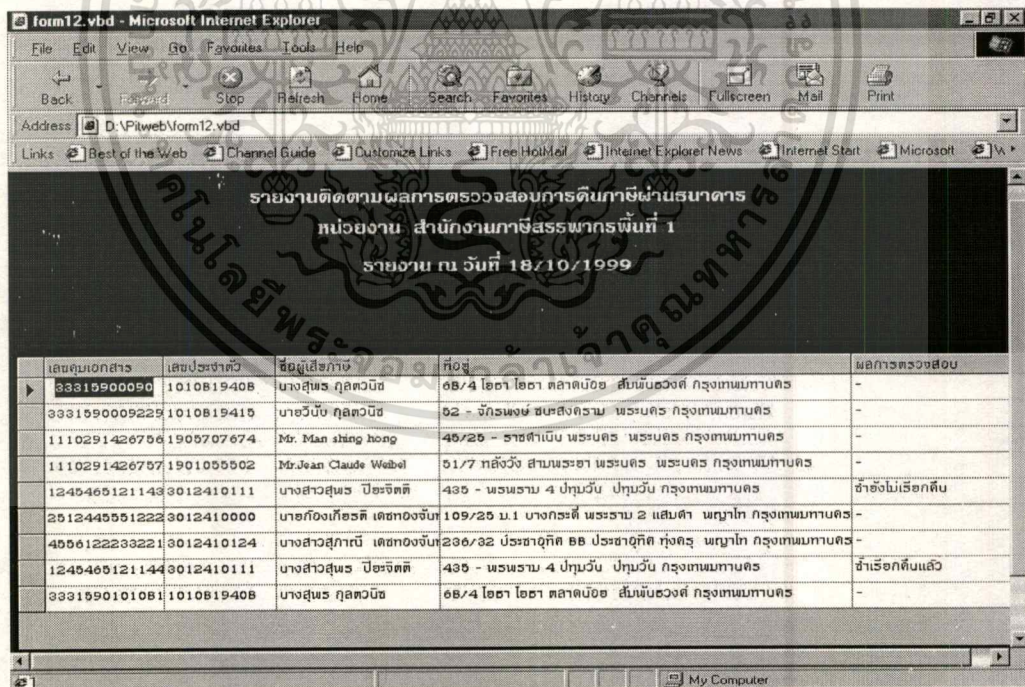 form12.vbd - Microsoft Internet Explorer
File Edit View Go Favorites Tools Help
Back Forward Stop Refresh Home Search Favorites History Channels Fullscreen Mail Print
Address D:\Pitweb\form12.vbd
Links Best of the Web Channel Guide Customize Links Free HotMail Internet Explorer News Internet Start Microsoft
รายงานติดตามผลการตรวจสอบการคืนภาษีผ่านธนาคาร
หน่วยงาน สำนักงานภาษีสรรพากรพื้นที่ 1
รายงาน ณ วันที่ 18/10/1999
เลขคุมเอกสาร เลขประจำตัว ชื่อผู้เสียภาษี ที่อยู่ ผลการตรวจสอบ
33315900090 1010819408 นางสุพร กุลตวนิช 68/4 โยธา โยธา ตลาดน้อย สัมพันธวงศ์ กรุงเทพมหานคร -
3331590009229 1010819415 นายวินัย กุลตวนิช 52 - จักรพงษ์ ชนะสงคราม พระนคร กรุงเทพมหานคร -
1110291426756 1905707674 Mr. Man shing hong 45/25 - ราชดำเนิน พระนคร พระนคร กรุงเทพมหานคร -
1110291426757 1901055502 Mr.Jean Claude Weibel 51/7 หลังวัง สามพระยา พระนคร พระนคร กรุงเทพมหานคร -
1245465121143 3012410111 นางสาวสุพร ปิยะจิตติ 435 - พรพราม 4 ปทุมวัน ปทุมวัน กรุงเทพมหานคร ช้ำยังไม่เรียกคืน
2512445551222 3012410000 นายก้องเกียรติ เดชทองจันท 109/25 ม.1 บางกระดี่ พระราม 2 แสมดำ พญาไท กรุงเทพมหานคร -
4556122233221 3012410124 นางสาวสุภาณี เดชทองจันท 236/32 ประชาอุทิศ BB ประชาอุทิศ ทุ่งครุ พญาไท กรุงเทพมหานคร -
1245465121144 3012410111 นางสาวสุพร ปิยะจิตติ 435 - พรพราม 4 ปทุมวัน ปทุมวัน กรุงเทพมหานคร ช้ำเรียกคืนแล้ว
3331590101081 1010819408 นางสุพร กุลตวนิช 68/4 โยธา โยธา ตลาดน้อย สัมพันธวงศ์ กรุงเทพมหานคร -
My Computer